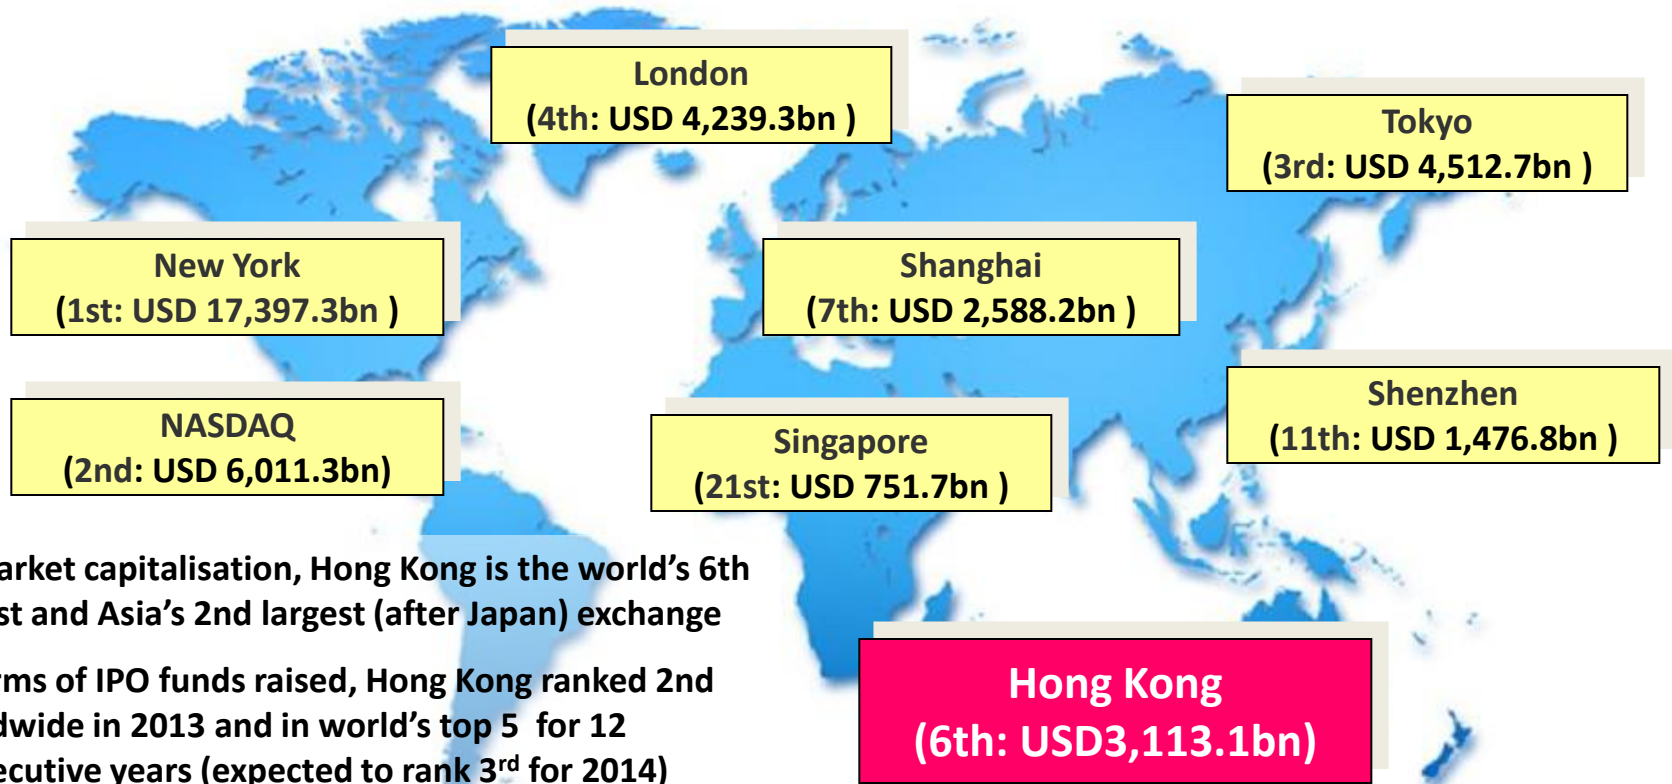 London
(4th: USD 4,239.3bn )
Tokyo
(3rd: USD 4,512.7bn )
New York
(1st: USD 17,397.3bn )
Shanghai
(7th: USD 2,588.2bn )
NASDAQ
(2nd: USD 6,011.3bn)
Singapore
(21st: USD 751.7bn )
Shenzhen
(11th: USD 1,476.8bn )
arket capitalisation, Hong Kong is the world’s 6th
st and Asia’s 2nd largest (after Japan) exchange
rms of IPO funds raised, Hong Kong ranked 2nd
dwide in 2013 and in world’s top 5 for 12
ecutive years (expected to rank 3rd for 2014)
Hong Kong
(6th: USD3,113.1bn)